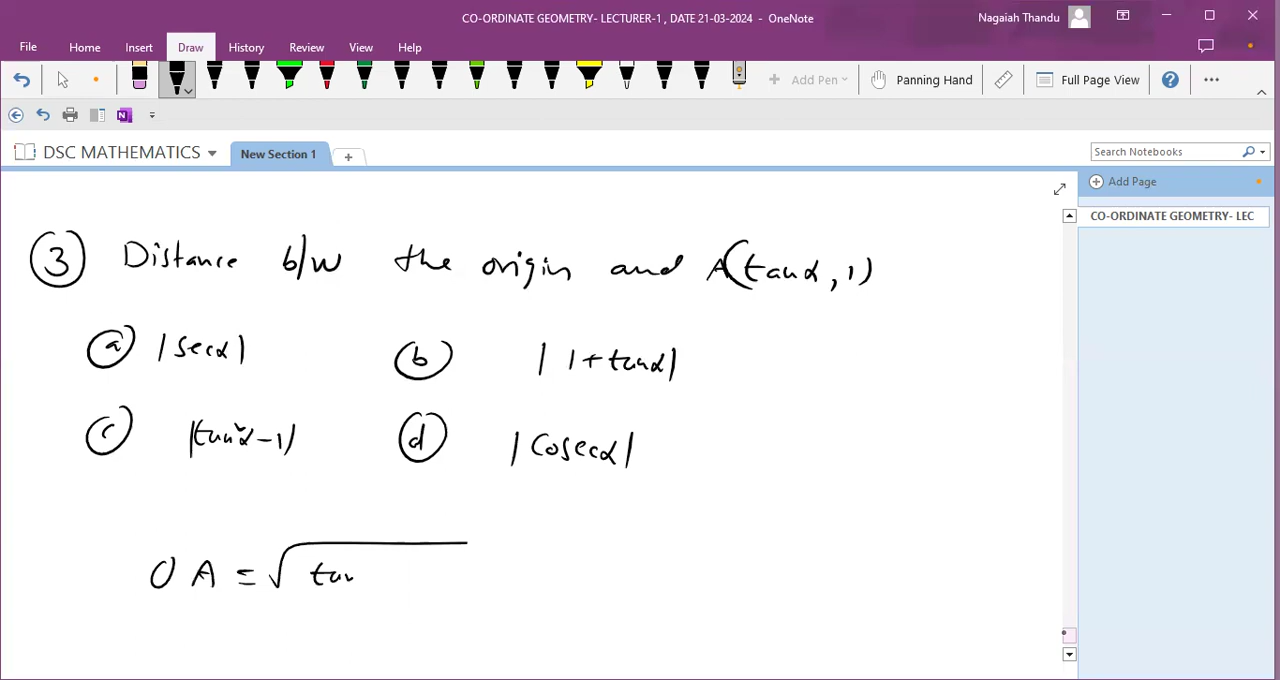 CO-ORDINATE GEOMETRY- LECTURER-1 , DATE 21-03-2024 - OneNote
Nagaiah Thandu
File Home Insert Draw History Review View Help
Add Pen Panning Hand Full Page View
DSC MATHEMATICS New Section 1
Search Notebooks
Add Page
CO-ORDINATE GEOMETRY- LEC
3 Distance b/w the origin and A(tanα, 1)
a |secα| b |1+tanα|
c |tan²α-1| d |cosecα|
OA = √tan